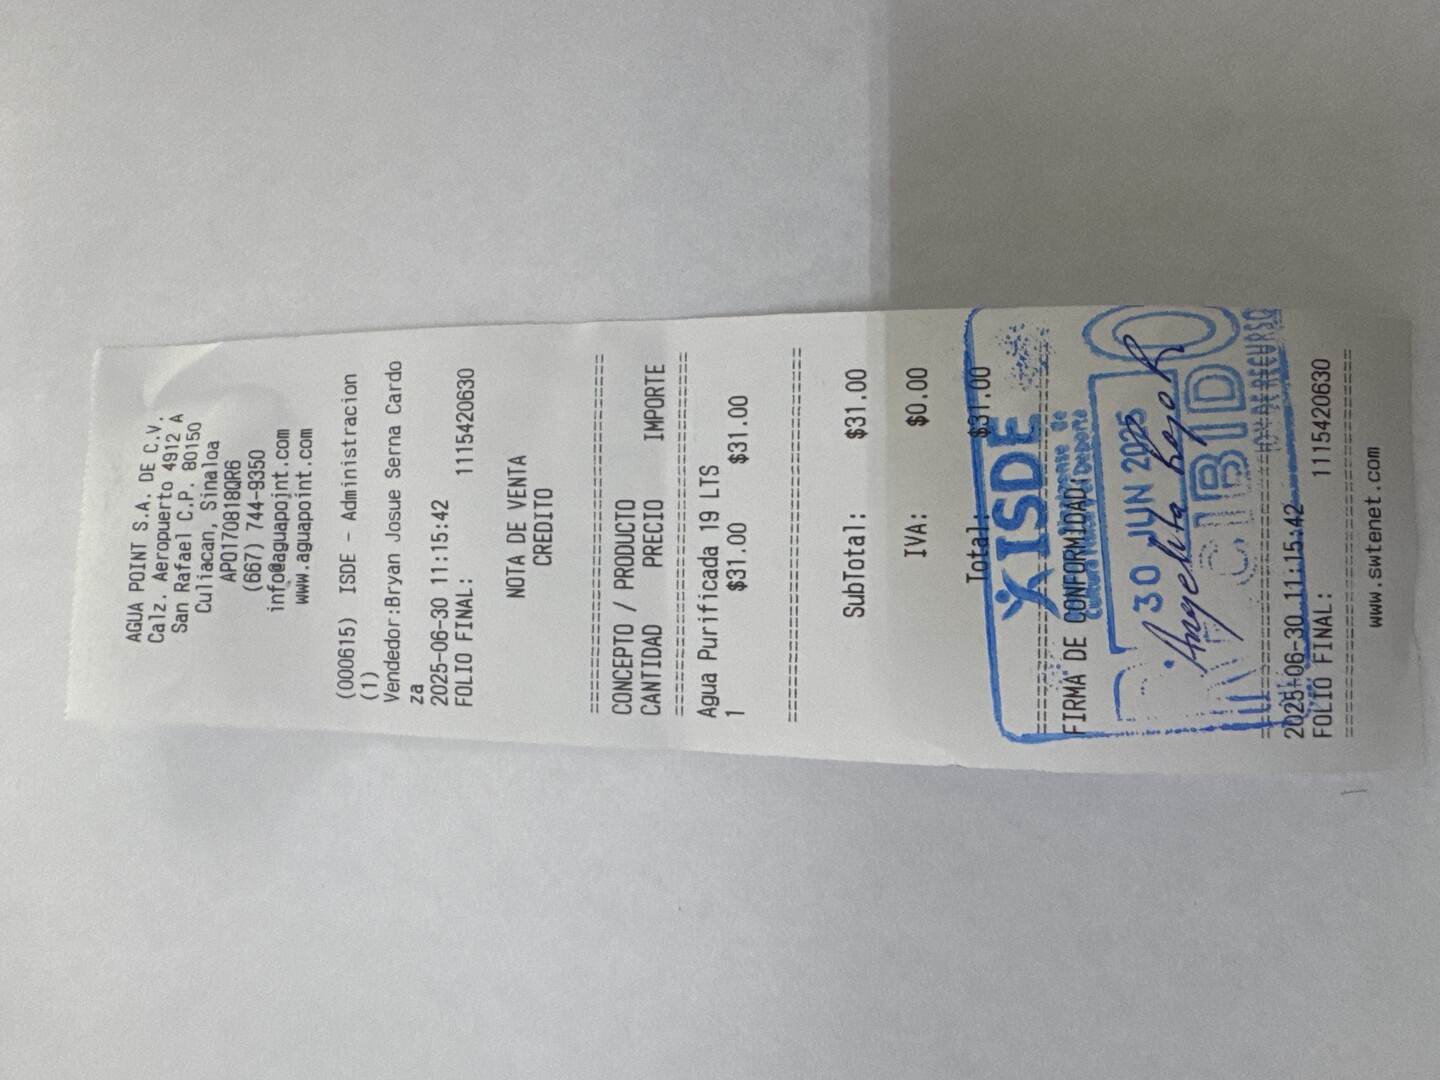 AGUA POINT S.A. DE C.V.
Calz. Aeropuerto 4912 A
San Rafael C.P. 80150
Culiacan, Sinaloa
APO170818QR6
(667) 744-9350
info@aguapoint.com
www.aguapoint.com
(000615) ISDE - Administracion
(1)
Vendedor:Bryan Josue Serna Cardo
za
2025-06-30 11:15:42
FOLIO FINAL: 1115420630
NOTA DE VENTA
CREDITO
CONCEPTO / PRODUCTO
CANTIDAD PRECIO IMPORTE
Agua Purificada 19 LTS
1 $31.00 $31.00
SubTotal: $31.00
IVA: $0.00
Total: $31.00
ISDE
FIRMA DE CONFORMIDAD:
30 JUN 2025
Angelita
RECIBIDO
2025-06-30 11:15:42
FOLIO FINAL: 1115420630
www.swtenet.com